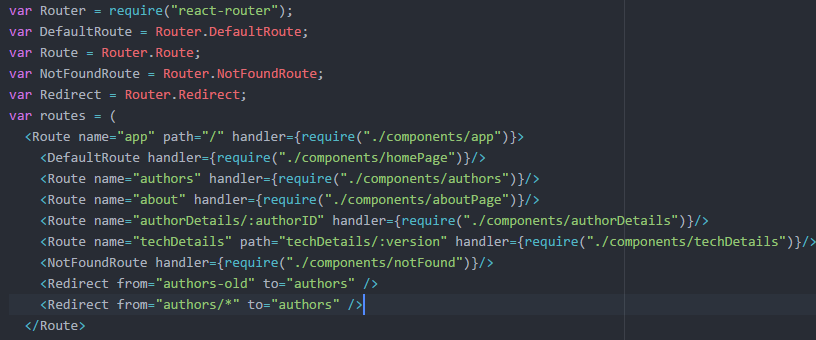 var Router = require("react-router");
var DefaultRoute = Router.DefaultRoute;
var Route = Router.Route;
var NotFoundRoute = Router.NotFoundRoute;
var Redirect = Router.Redirect;
var routes = (
  <Route name="app" path="/" handler={require("./components/app")}>
    <DefaultRoute handler={require("./components/homePage")}/>
    <Route name="authors" handler={require("./components/authors")}/>
    <Route name="about" handler={require("./components/aboutPage")}/>
    <Route name="authorDetails/:authorID" handler={require("./components/authorDetails")}/>
    <Route name="techDetails" path="techDetails/:version" handler={require("./components/techDetails")}/>
    <NotFoundRoute handler={require("./components/notFound")}/>
    <Redirect from="authors-old" to="authors" />
    <Redirect from="authors/*" to="authors" />
  </Route>